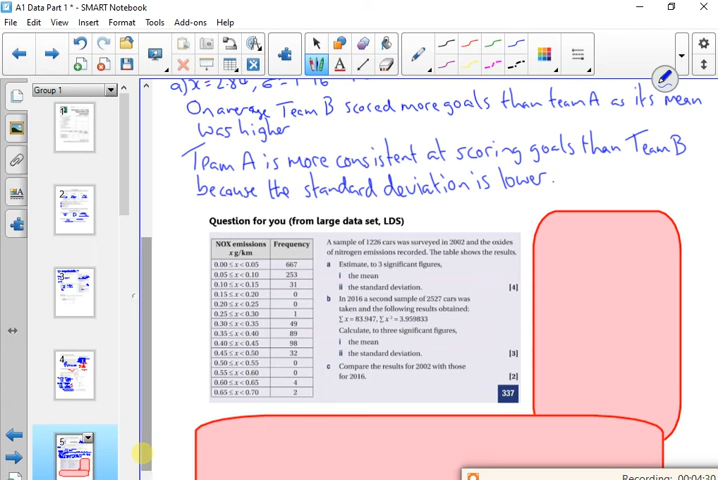 A1 Data Part 1 * - SMART Notebook
File Edit View Insert Format Tools Add-ons Help
Group 1
1
2
3
4
5
On average Team B scored more goals than team A as its mean
was higher
Team A is more consistent at scoring goals than Team B
because the standard deviation is lower.
Question for you (from large data set, LDS)
NOX emissions x g/km Frequency
0.00 ≤ x < 0.05 667
0.05 ≤ x < 0.10 253
0.10 ≤ x < 0.15 31
0.15 ≤ x < 0.20 0
0.20 ≤ x < 0.25 0
0.25 ≤ x < 0.30 1
0.30 ≤ x < 0.35 49
0.35 ≤ x < 0.40 89
0.40 ≤ x < 0.45 98
0.45 ≤ x < 0.50 32
0.50 ≤ x < 0.55 0
0.55 ≤ x < 0.60 0
0.60 ≤ x < 0.65 4
0.65 ≤ x < 0.70 2
A sample of 1226 cars was surveyed in 2002 and the oxides
of nitrogen emissions recorded. The table shows the results.
a Estimate, to 3 significant figures,
i the mean
ii the standard deviation. [4]
b In 2016 a second sample of 2527 cars was
taken and the following results obtained:
∑x = 83.947, ∑x² = 3.959833
Calculate, to three significant figures,
i the mean
ii the standard deviation. [3]
c Compare the results for 2002 with those
for 2016. [2]
337
Recording: 00:04:30